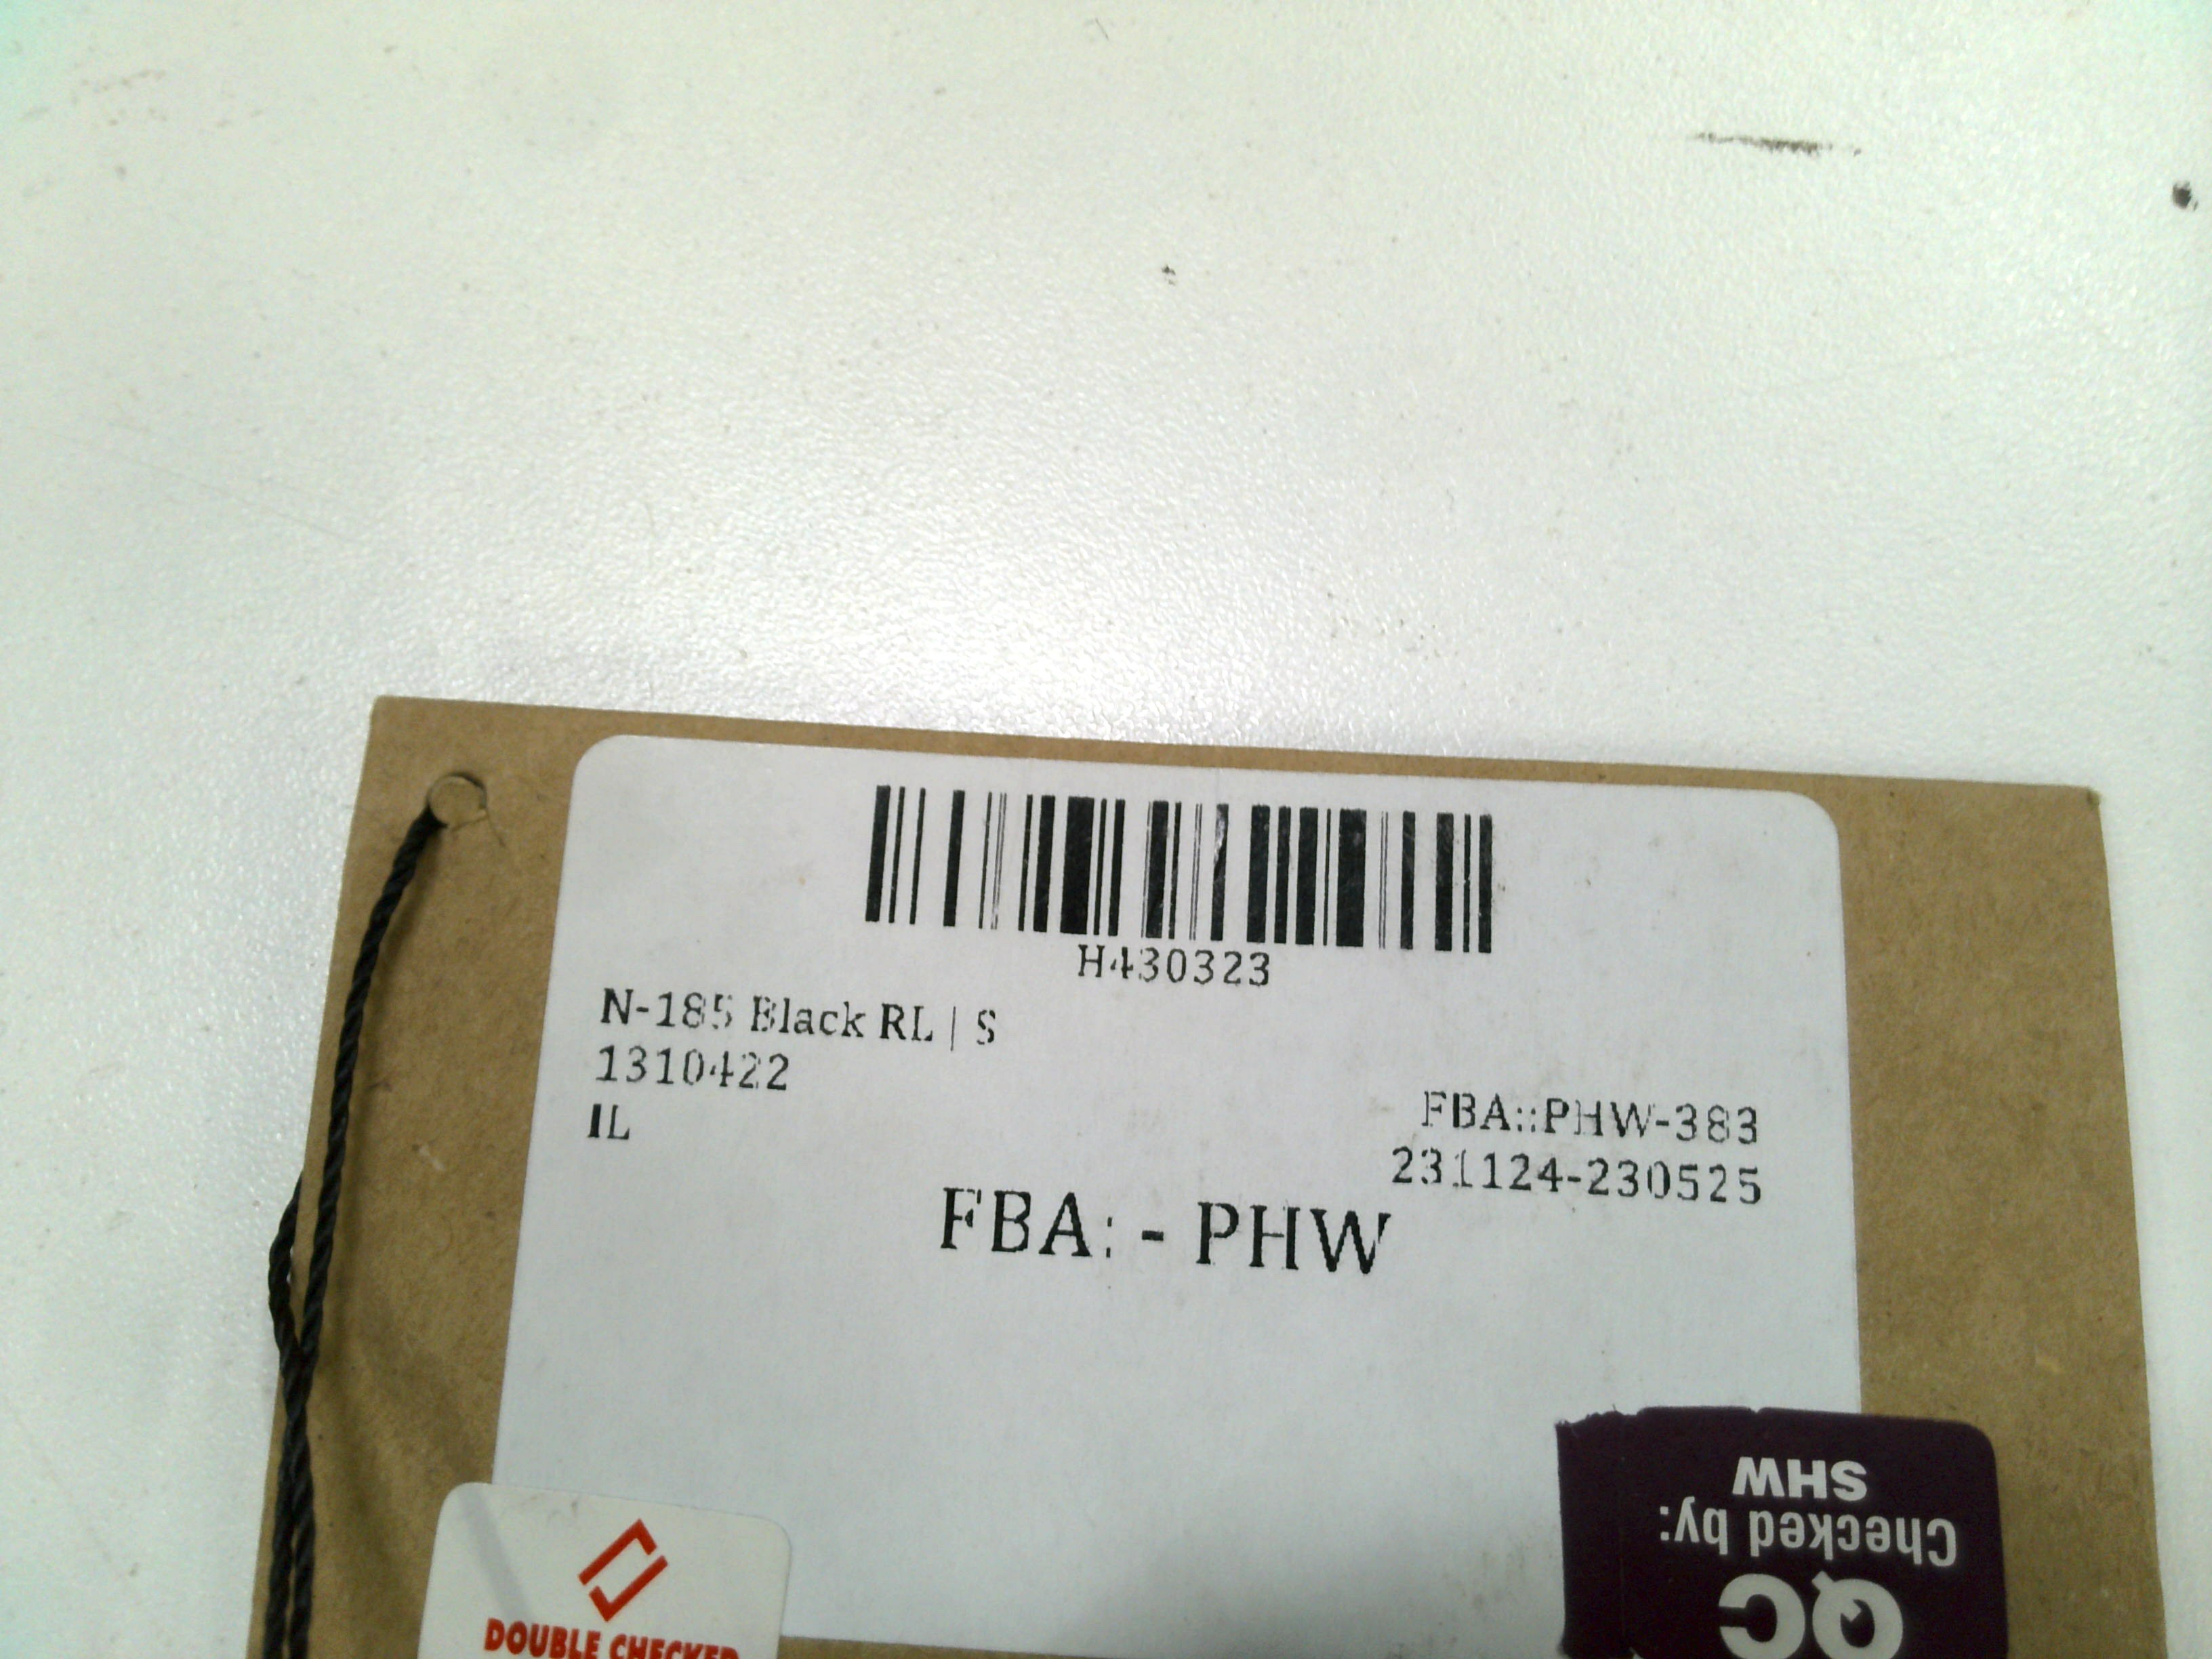 H430323
N-185 Black RL | S
1310422
IL
FBA::PHW-383
231124-230525
FBA: - PHW
DOUBLE CHECKED
QC
Checked by:
SHW